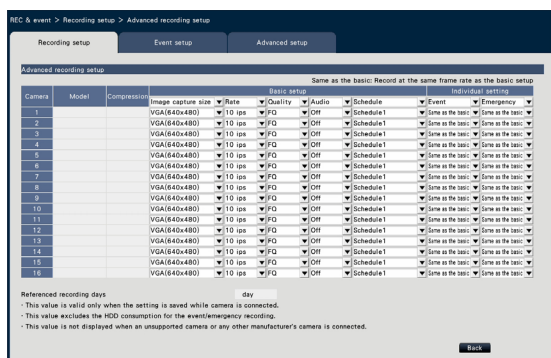 REC & event > Recording setup > Advanced recording setup
Recording setup Event setup Advanced setup
Advanced recording setup
Same as the basic: Record at the same frame rate as the basic setup
Camera Model Compression Basic setup Individual setting
Image capture size ▼ Rate ▼ Quality ▼ Audio ▼ Schedule ▼ Event ▼ Emergency ▼
1 VGA(640x480) ▼ 10 ips ▼ FQ ▼ Off ▼ Schedule1 ▼ Same as the basic ▼ Same as the basic ▼
2 VGA(640x480) ▼ 10 ips ▼ FQ ▼ Off ▼ Schedule1 ▼ Same as the basic ▼ Same as the basic ▼
3 VGA(640x480) ▼ 10 ips ▼ FQ ▼ Off ▼ Schedule1 ▼ Same as the basic ▼ Same as the basic ▼
4 VGA(640x480) ▼ 10 ips ▼ FQ ▼ Off ▼ Schedule1 ▼ Same as the basic ▼ Same as the basic ▼
5 VGA(640x480) ▼ 10 ips ▼ FQ ▼ Off ▼ Schedule1 ▼ Same as the basic ▼ Same as the basic ▼
6 VGA(640x480) ▼ 10 ips ▼ FQ ▼ Off ▼ Schedule1 ▼ Same as the basic ▼ Same as the basic ▼
7 VGA(640x480) ▼ 10 ips ▼ FQ ▼ Off ▼ Schedule1 ▼ Same as the basic ▼ Same as the basic ▼
8 VGA(640x480) ▼ 10 ips ▼ FQ ▼ Off ▼ Schedule1 ▼ Same as the basic ▼ Same as the basic ▼
9 VGA(640x480) ▼ 10 ips ▼ FQ ▼ Off ▼ Schedule1 ▼ Same as the basic ▼ Same as the basic ▼
10 VGA(640x480) ▼ 10 ips ▼ FQ ▼ Off ▼ Schedule1 ▼ Same as the basic ▼ Same as the basic ▼
11 VGA(640x480) ▼ 10 ips ▼ FQ ▼ Off ▼ Schedule1 ▼ Same as the basic ▼ Same as the basic ▼
12 VGA(640x480) ▼ 10 ips ▼ FQ ▼ Off ▼ Schedule1 ▼ Same as the basic ▼ Same as the basic ▼
13 VGA(640x480) ▼ 10 ips ▼ FQ ▼ Off ▼ Schedule1 ▼ Same as the basic ▼ Same as the basic ▼
14 VGA(640x480) ▼ 10 ips ▼ FQ ▼ Off ▼ Schedule1 ▼ Same as the basic ▼ Same as the basic ▼
15 VGA(640x480) ▼ 10 ips ▼ FQ ▼ Off ▼ Schedule1 ▼ Same as the basic ▼ Same as the basic ▼
16 VGA(640x480) ▼ 10 ips ▼ FQ ▼ Off ▼ Schedule1 ▼ Same as the basic ▼ Same as the basic ▼
Referenced recording days day
· This value is valid only when the setting is saved while camera is connected.
· This value excludes the HDD consumption for the event/emergency recording.
· This value is not displayed when an unsupported camera or any other manufacturer's camera is connected.
Back